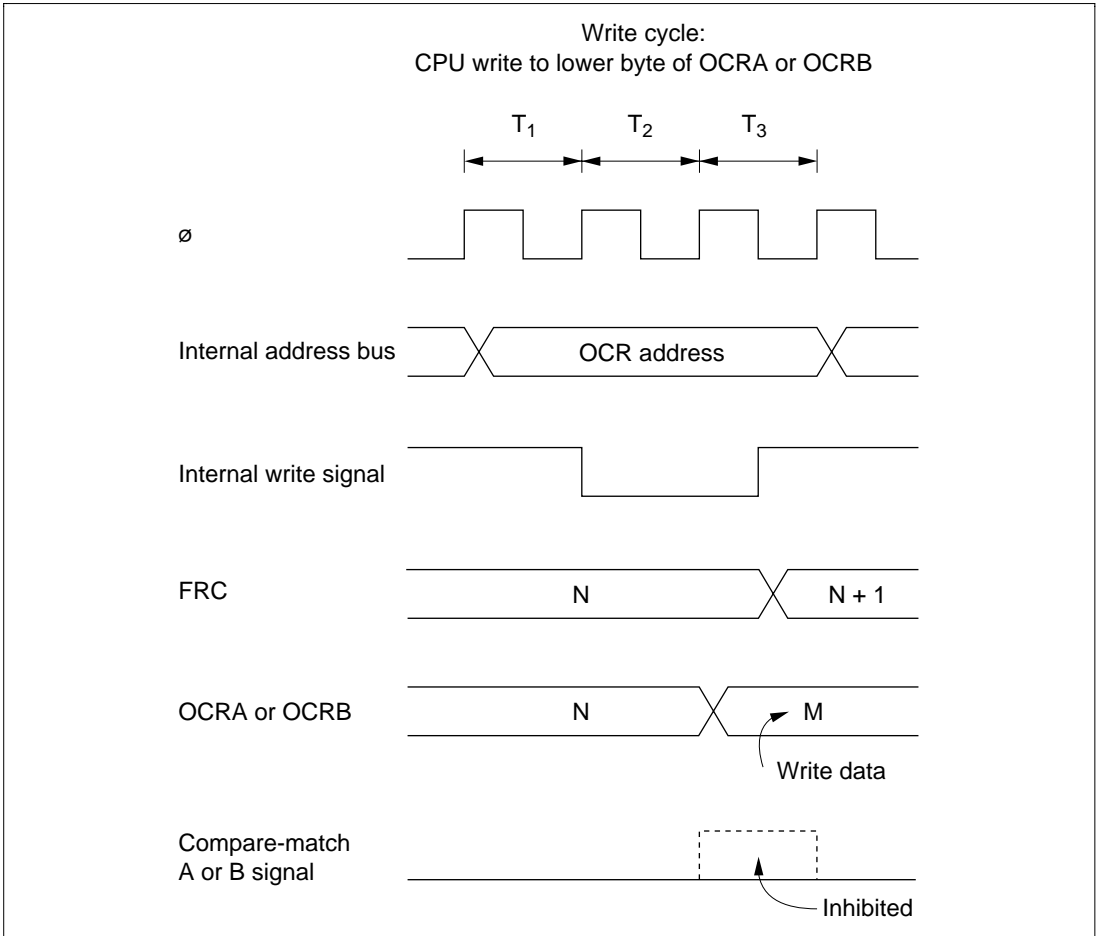 Write cycle:
CPU write to lower byte of OCRA or OCRB
T1 T2 T3
ø
Internal address bus
OCR address
Internal write signal
FRC
N
N + 1
OCRA or OCRB
N
M
Write data
Compare-match
A or B signal
Inhibited